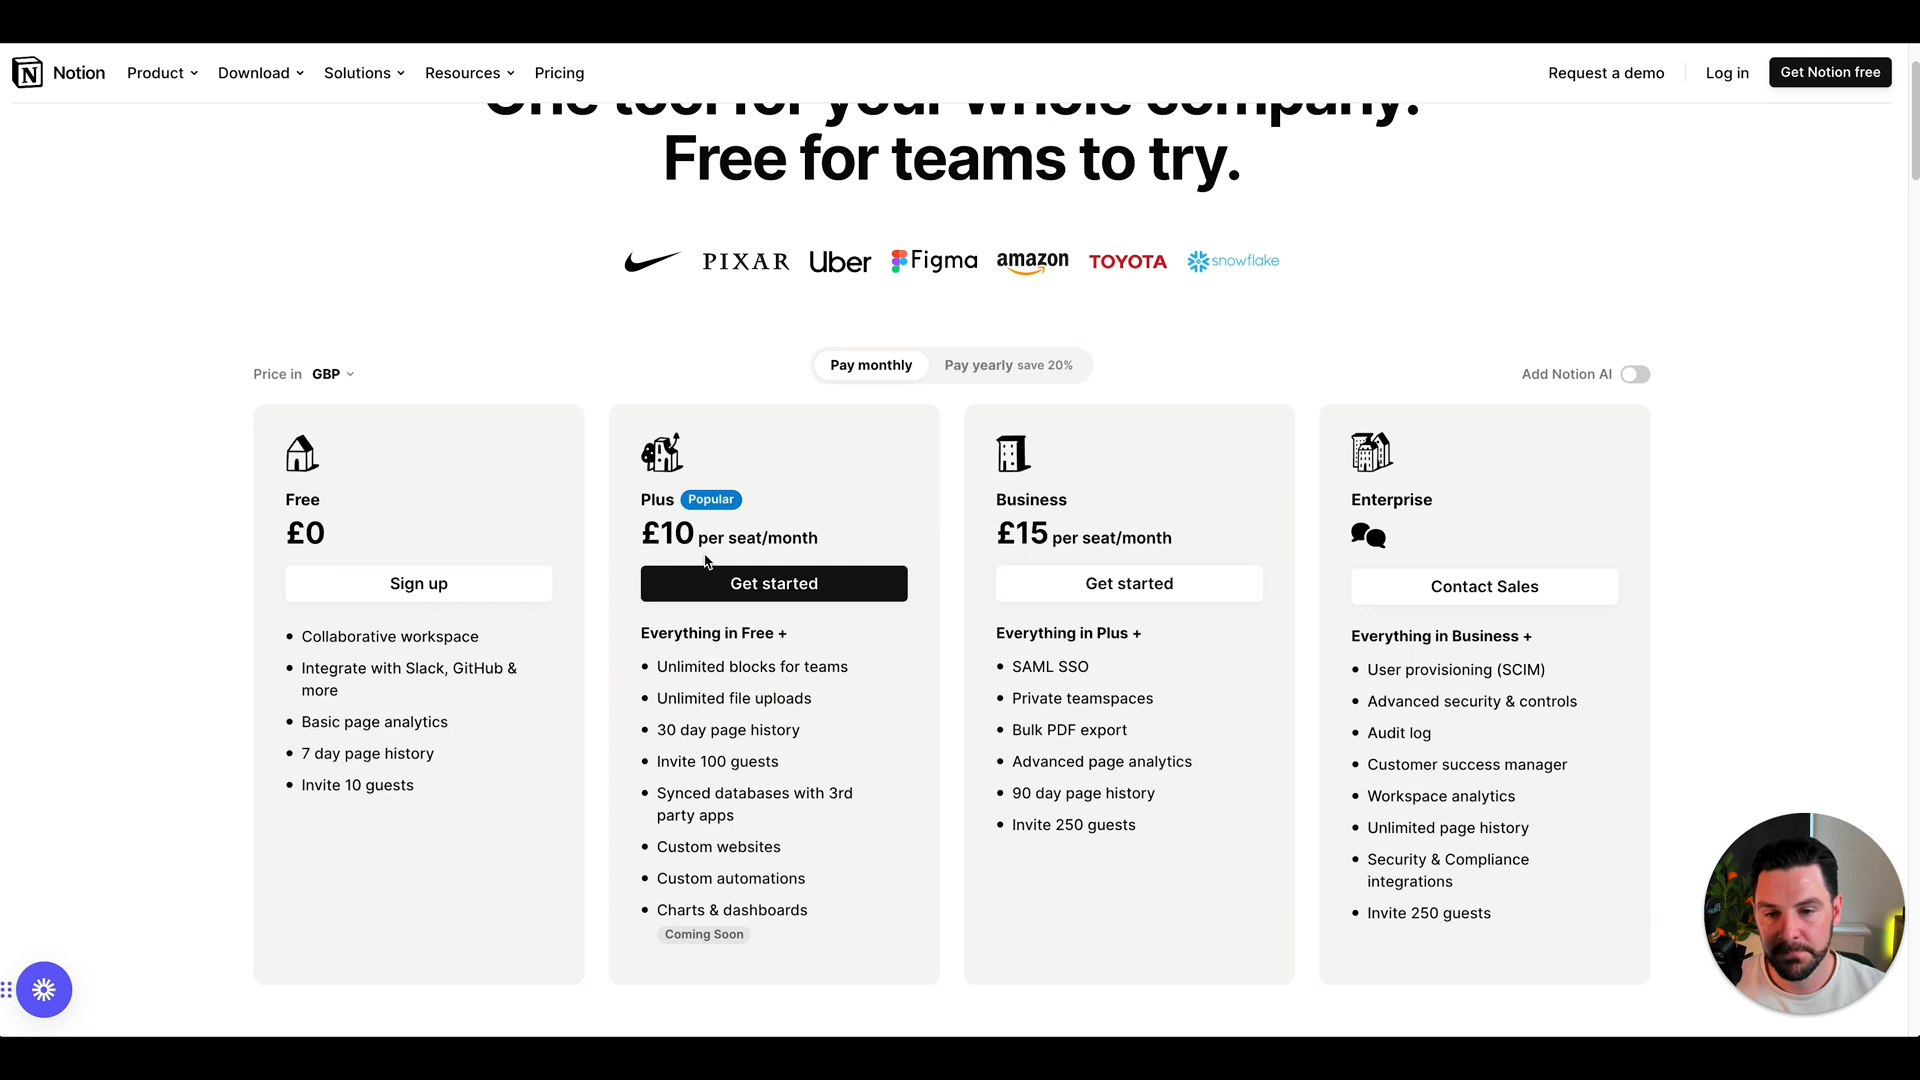 Notion Product Download Solutions Resources Pricing Request a demo Log in Get Notion free
One tool for your whole company.
Free for teams to try.
PIXAR Uber Figma amazon TOYOTA snowflake
Price in GBP Pay monthly Pay yearly save 20% Add Notion AI
Free
£0
Sign up
• Collaborative workspace
• Integrate with Slack, GitHub &
more
• Basic page analytics
• 7 day page history
• Invite 10 guests
Plus Popular
£10 per seat/month
Get started
Everything in Free +
• Unlimited blocks for teams
• Unlimited file uploads
• 30 day page history
• Invite 100 guests
• Synced databases with 3rd
party apps
• Custom websites
• Custom automations
• Charts & dashboards
Coming Soon
Business
£15 per seat/month
Get started
Everything in Plus +
• SAML SSO
• Private teamspaces
• Bulk PDF export
• Advanced page analytics
• 90 day page history
• Invite 250 guests
Enterprise
Contact Sales
Everything in Business +
• User provisioning (SCIM)
• Advanced security & controls
• Audit log
• Customer success manager
• Workspace analytics
• Unlimited page history
• Security & Compliance
integrations
• Invite 250 guests